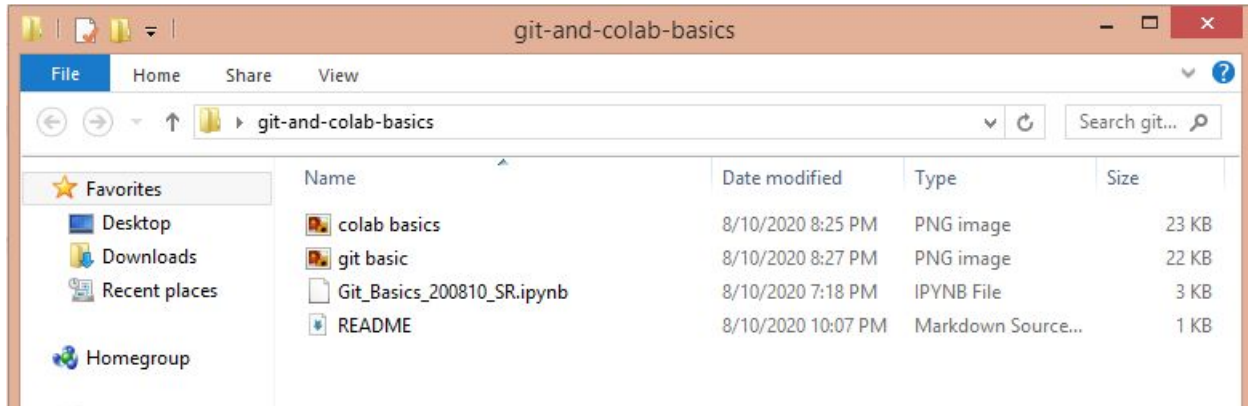 git-and-colab-basics
File Home Share View
git-and-colab-basics Search git...
Favorites
Desktop
Downloads
Recent places
Homegroup
Name Date modified Type Size
colab basics 8/10/2020 8:25 PM PNG image 23 KB
git basic 8/10/2020 8:27 PM PNG image 22 KB
Git_Basics_200810_SR.ipynb 8/10/2020 7:18 PM IPYNB File 3 KB
README 8/10/2020 10:07 PM Markdown Source... 1 KB